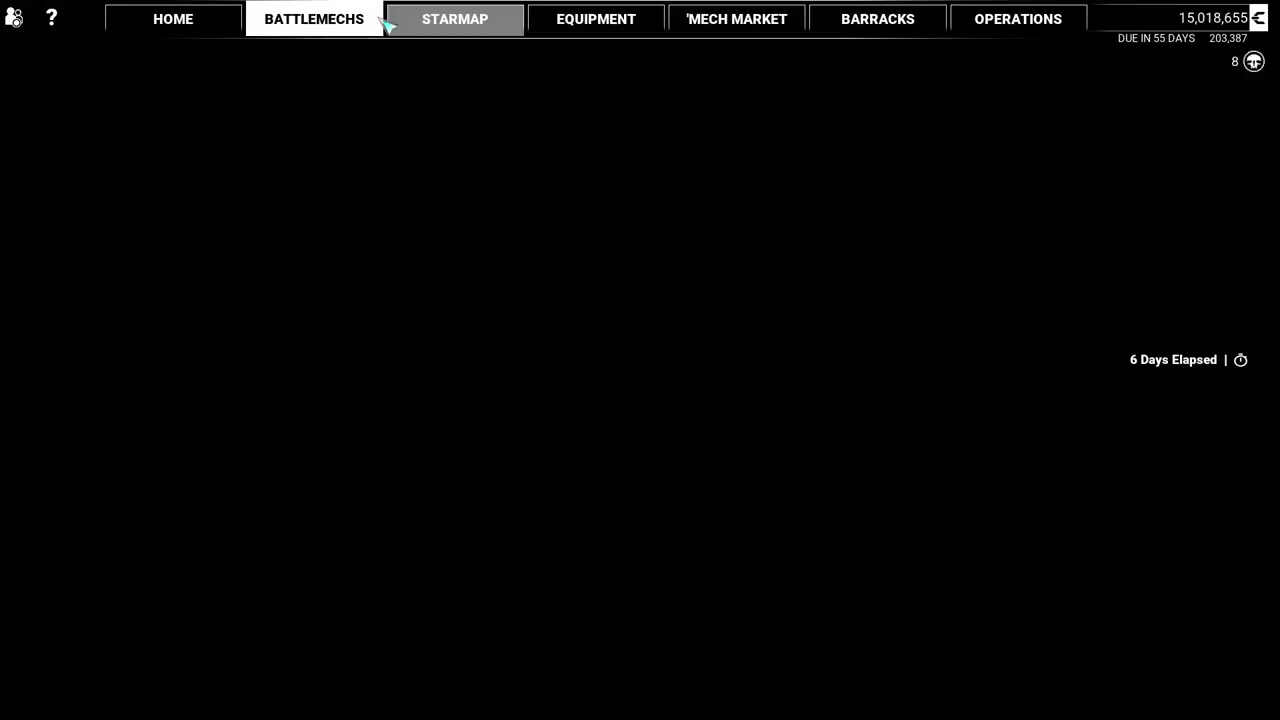 ? HOME BATTLEMECHS STARMAP EQUIPMENT 'MECH MARKET BARRACKS OPERATIONS 15,018,655
DUE IN 55 DAYS 203,387
8
6 Days Elapsed |